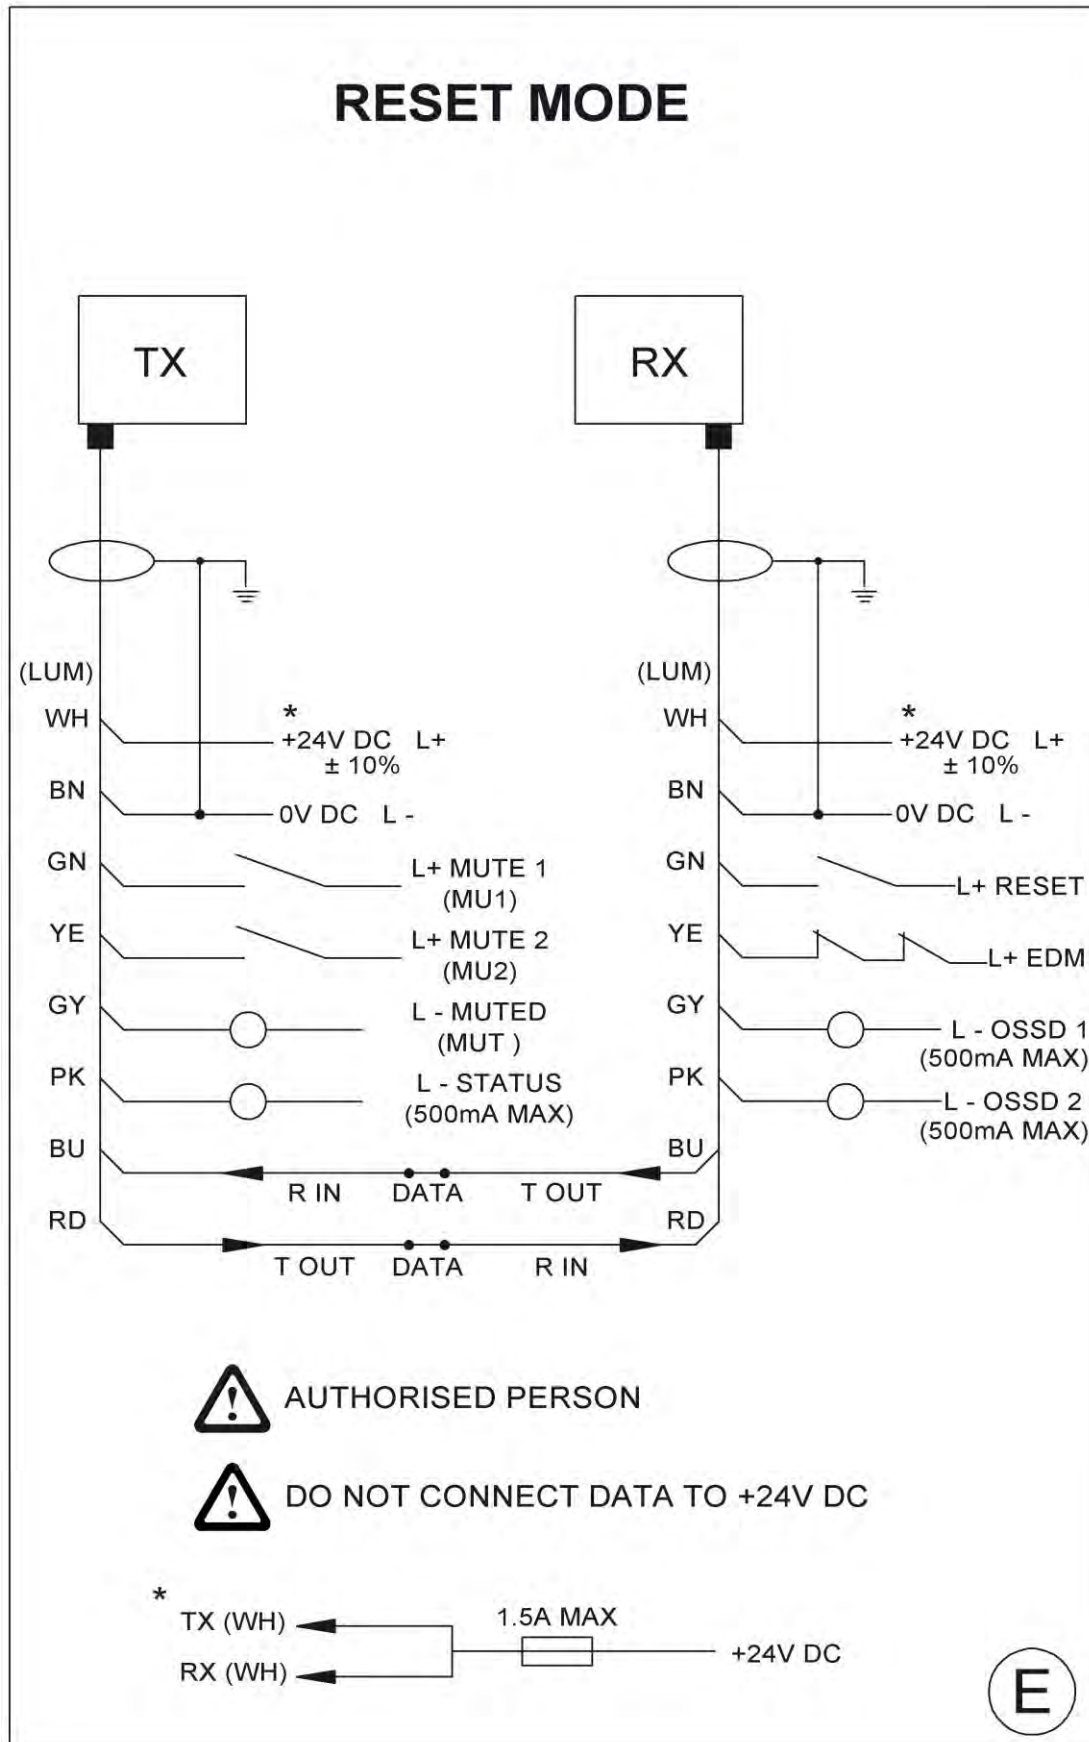 RESET MODE
TX
RX
(LUM)
WH
*
+24V DC L+
± 10%
BN
0V DC L -
GN
L+ MUTE 1
(MU1)
YE
L+ MUTE 2
(MU2)
GY
L - MUTED
(MUT )
PK
L - STATUS
(500mA MAX)
BU
R IN DATA T OUT
RD
T OUT DATA R IN
(LUM)
WH
*
+24V DC L+
± 10%
BN
0V DC L -
GN
L+ RESET
YE
L+ EDM
GY
L - OSSD 1
(500mA MAX)
PK
L - OSSD 2
(500mA MAX)
BU
RD
AUTHORISED PERSON
DO NOT CONNECT DATA TO +24V DC
*
TX (WH)
RX (WH)
1.5A MAX
+24V DC
E